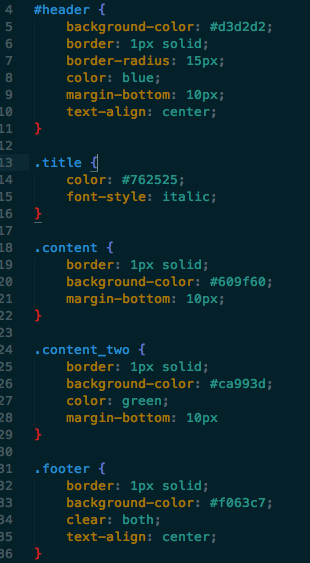 4 #header {
5 background-color: #d3d2d2;
6 border: 1px solid;
7 border-radius: 15px;
8 color: blue;
9 margin-bottom: 10px;
10 text-align: center;
11 }
12
13 .title {
14 color: #762525;
15 font-style: italic;
16 }
17
18 .content {
19 border: 1px solid;
20 background-color: #609f60;
21 margin-bottom: 10px;
22 }
23
24 .content_two {
25 border: 1px solid;
26 background-color: #ca993d;
27 color: green;
28 margin-bottom: 10px
29 }
30
31 .footer {
32 border: 1px solid;
33 background-color: #f063c7;
34 clear: both;
35 text-align: center;
36 }